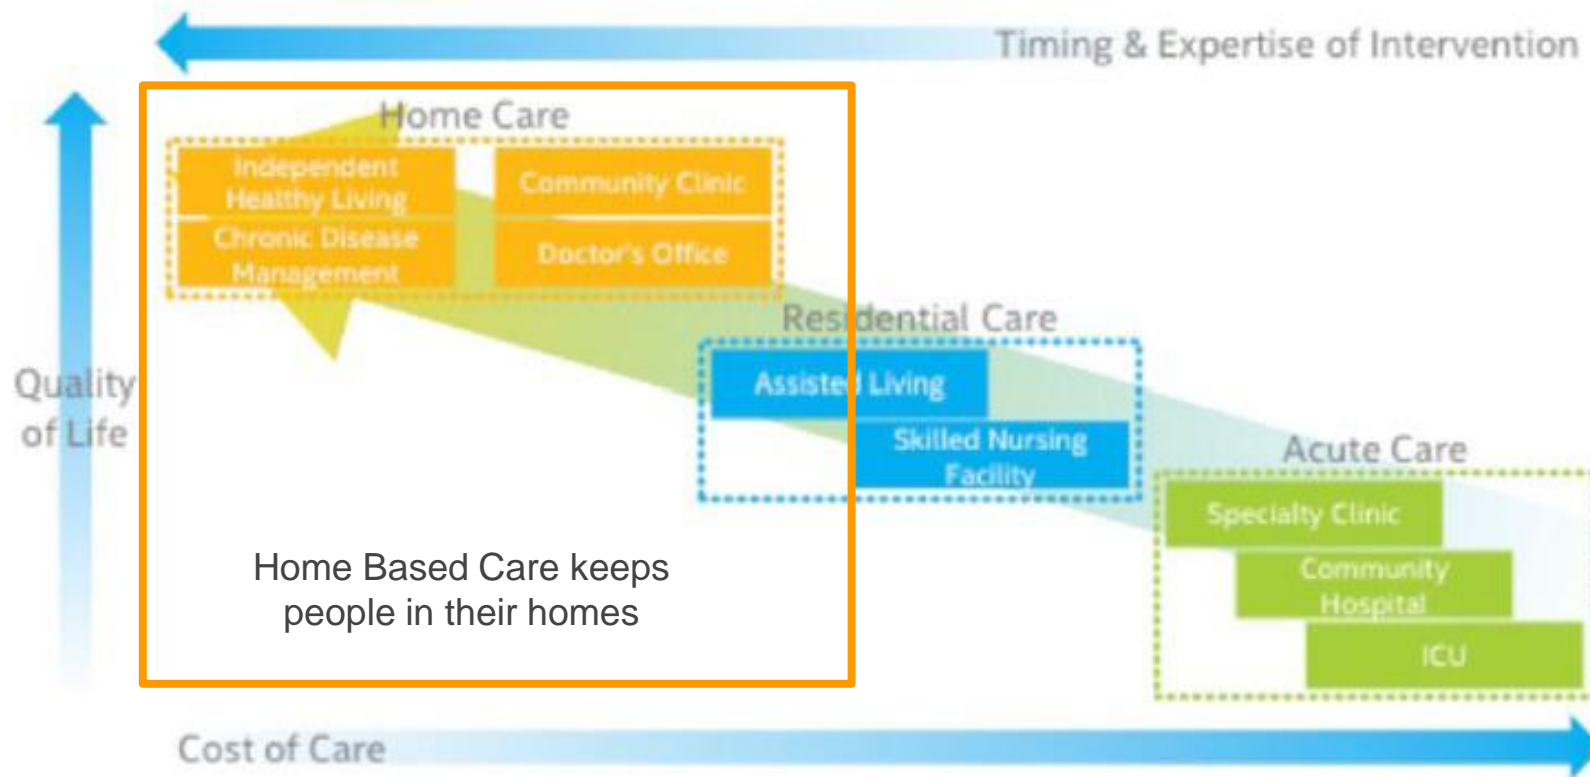 Timing & Expertise of Intervention
Home Care
Independent
Healthy Living
Community Clinic
Chronic Disease
Management
Doctor's Office
Quality
of Life
Residential Care
Assisted Living
Skilled Nursing
Facility
Acute Care
Specialty Clinic
Community
Hospital
ICU
Home Based Care keeps
people in their homes
Cost of Care